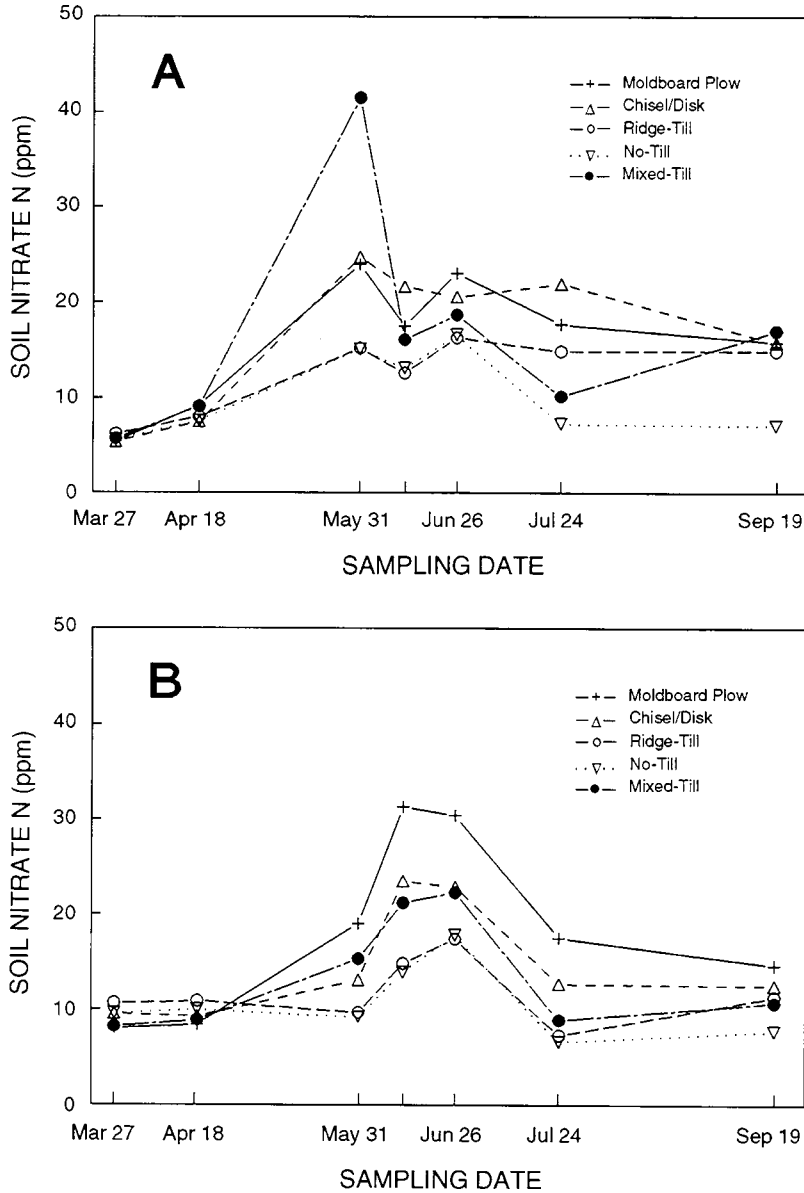 50
A
Moldboard Plow
Chisel/Disk
Ridge-Till
No-Till
Mixed-Till
40
30
20
10
0
SOIL NITRATE N (ppm)
Mar 27 Apr 18 May 31 Jun 26 Jul 24 Sep 19
SAMPLING DATE
50
B
Moldboard Plow
Chisel/Disk
Ridge-Till
No-Till
Mixed-Till
40
30
20
10
0
SOIL NITRATE N (ppm)
Mar 27 Apr 18 May 31 Jun 26 Jul 24 Sep 19
SAMPLING DATE